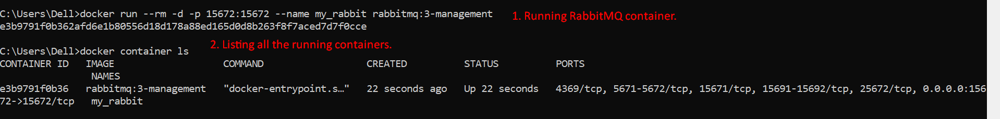 C:\Users\Dell>docker run --rm -d -p 15672:15672 --name my_rabbit rabbitmq:3-management
1. Running RabbitMQ container.
e3b9791f0b362afd6e1b80556d18d178a88ed165d0d8b263f8f7aced7d7f0cce
2. Listing all the running containers.
C:\Users\Dell>docker container ls
CONTAINER ID   IMAGE                   COMMAND                  CREATED          STATUS          PORTS
                NAMES
e3b9791f0b36   rabbitmq:3-management   "docker-entrypoint.s…"   22 seconds ago   Up 22 seconds   4369/tcp, 5671-5672/tcp, 15671/tcp, 15691-15692/tcp, 25672/tcp, 0.0.0.0:156
72->15672/tcp   my_rabbit